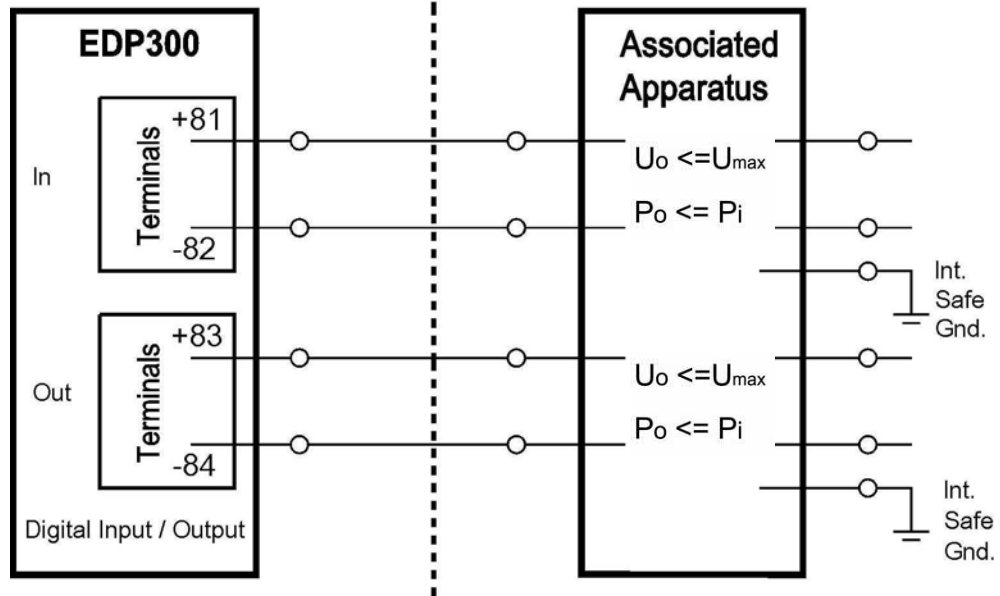 EDP300
In
Terminals
+81
-82
Out
Terminals
+83
-84
Digital Input / Output
Associated
Apparatus
Uo <=Umax
Po <= Pi
Int.
Safe
Gnd.
Uo <=Umax
Po <= Pi
Int.
Safe
Gnd.